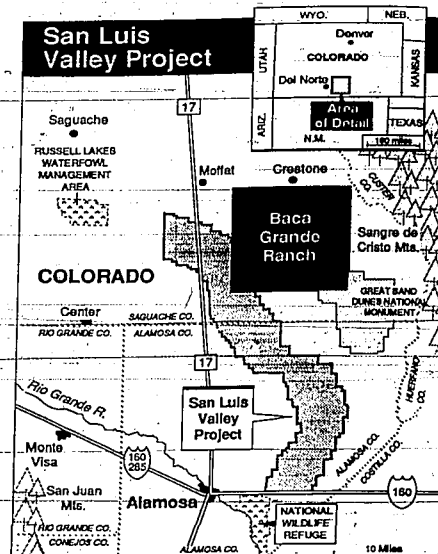 San Luis
Valley Project
WYO.
NEB.
UTAH
Denver
COLORADO
KANSAS
Del Norte
Area
of Detail
ARIZ.
N.M.
TEXAS
17
Saguache
RUSSELL LAKES
WATERFOWL
MANAGEMENT
AREA
Moffat
Crestone
CUSTER
CO.
Baca
Grande
Ranch
Sangre de
Cristo Mts.
COLORADO
GREAT SAND
DUNES NATIONAL
MONUMENT
Center
SAGUACHE CO.
RIO GRANDE CO.
ALAMOSA CO.
HUERFANO
CO.
17
Rio Grande R.
San Luis
Valley
Project
Monte
Visa
160
285
ALAMOSA CO.
COSTILLA CO.
San Juan
Mts.
Alamosa
160
RIO GRANDE CO.
CONEJOS CO.
NATIONAL
WILDLIFE
REFUGE
ALAMOSA CO.
10 Miles